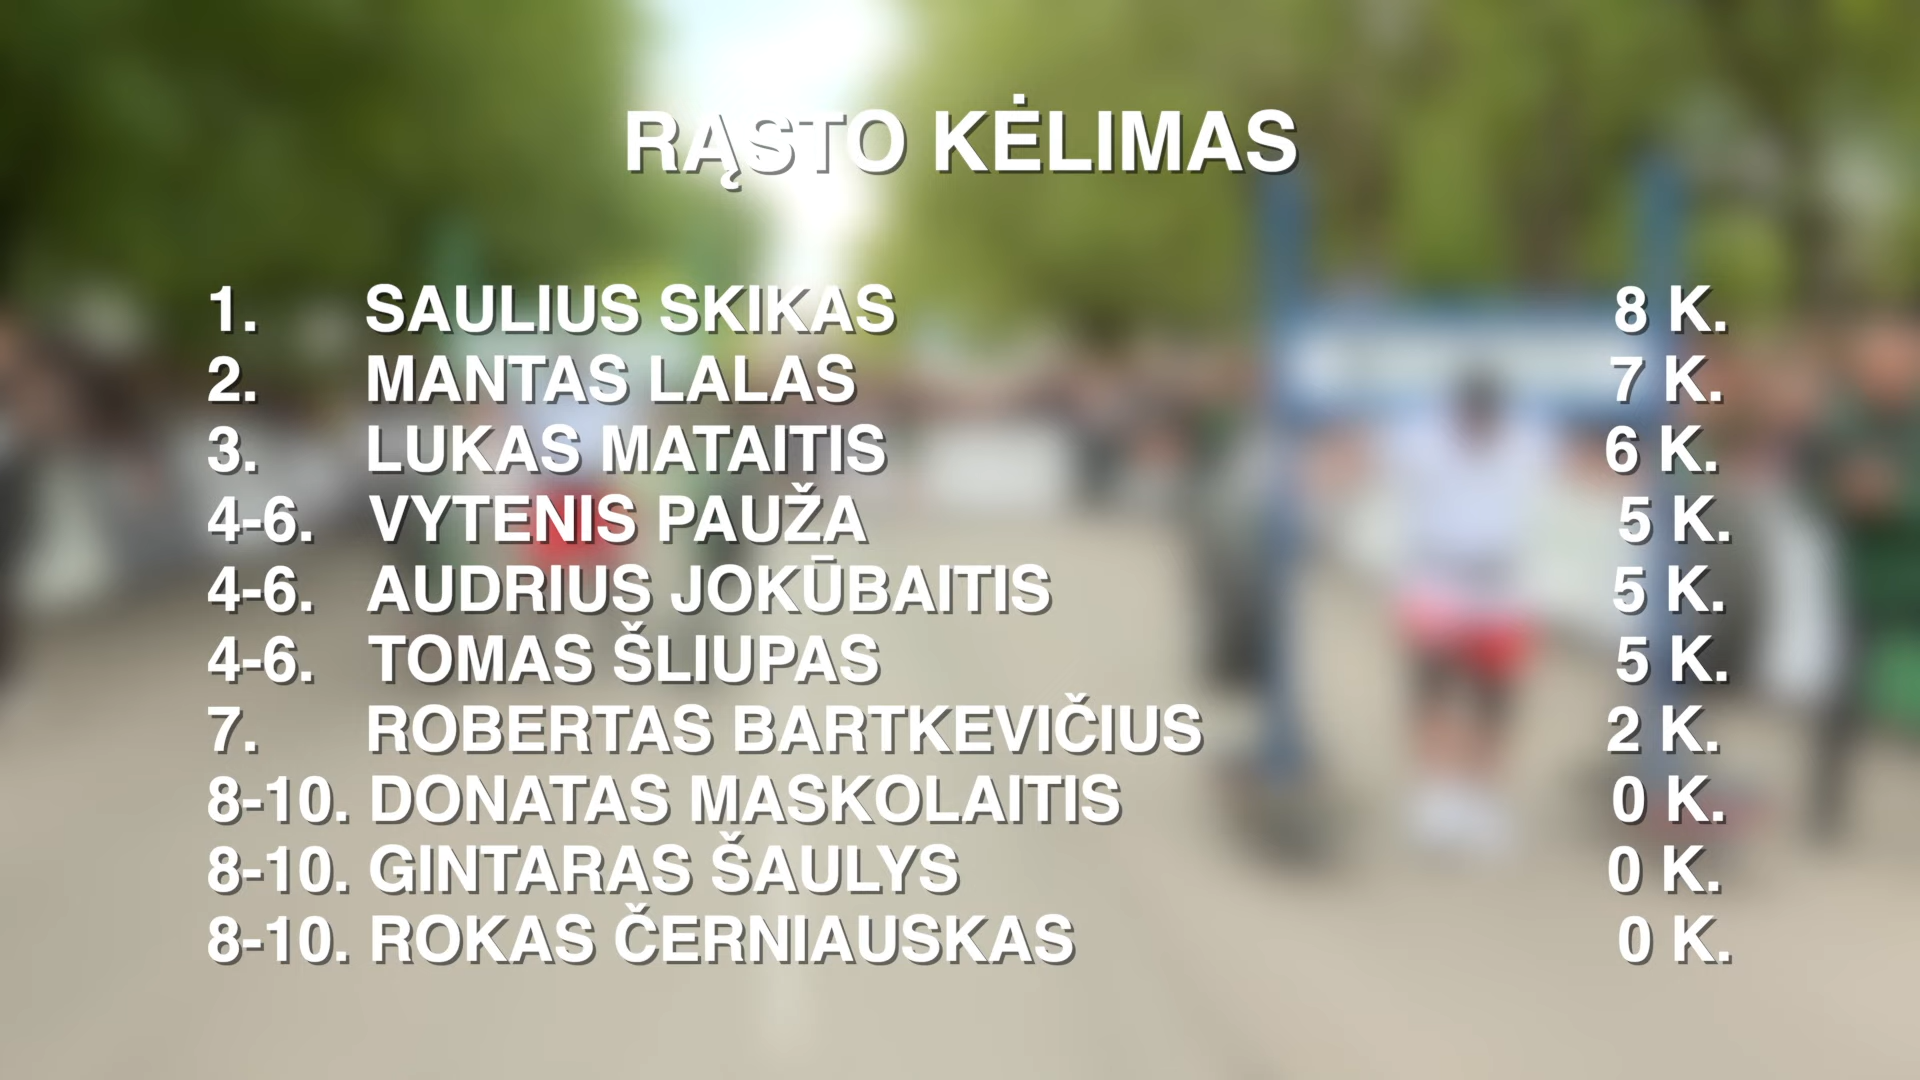 RĄSTO KĖLIMAS
1. SAULIUS SKIKAS 8 K.
2. MANTAS LALAS 7 K.
3. LUKAS MATAITIS 6 K.
4-6. VYTENIS PAUŽA 5 K.
4-6. AUDRIUS JOKŪBAITIS 5 K.
4-6. TOMAS ŠLIUPAS 5 K.
7. ROBERTAS BARTKEVIČIUS 2 K.
8-10. DONATAS MASKOLAITIS 0 K.
8-10. GINTARAS ŠAULYS 0 K.
8-10. ROKAS ČERNIAUSKAS 0 K.